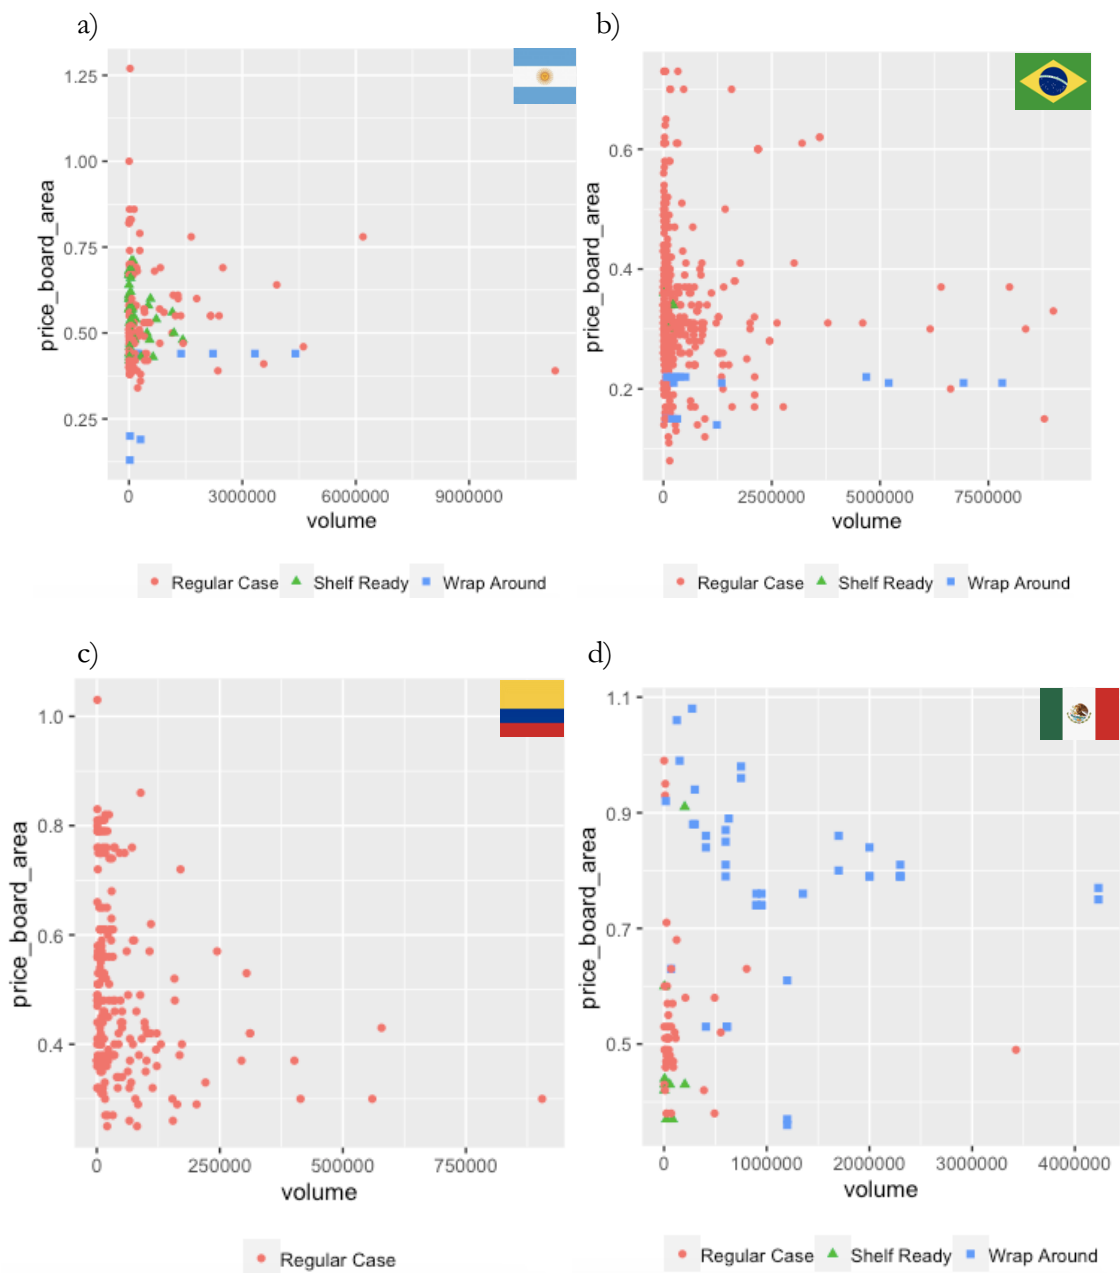 a)
1.25
1.00
0.75
0.50
0.25
price_board_area
0 3000000 6000000 9000000
volume
Regular Case Shelf Ready Wrap Around
b)
0.6
0.4
0.2
price_board_area
0 2500000 5000000 7500000
volume
Regular Case Shelf Ready Wrap Around
c)
1.0
0.8
0.6
0.4
price_board_area
0 250000 500000 750000
volume
Regular Case
d)
1.1
0.9
0.7
0.5
price_board_area
0 1000000 2000000 3000000 4000000
volume
Regular Case Shelf Ready Wrap Around